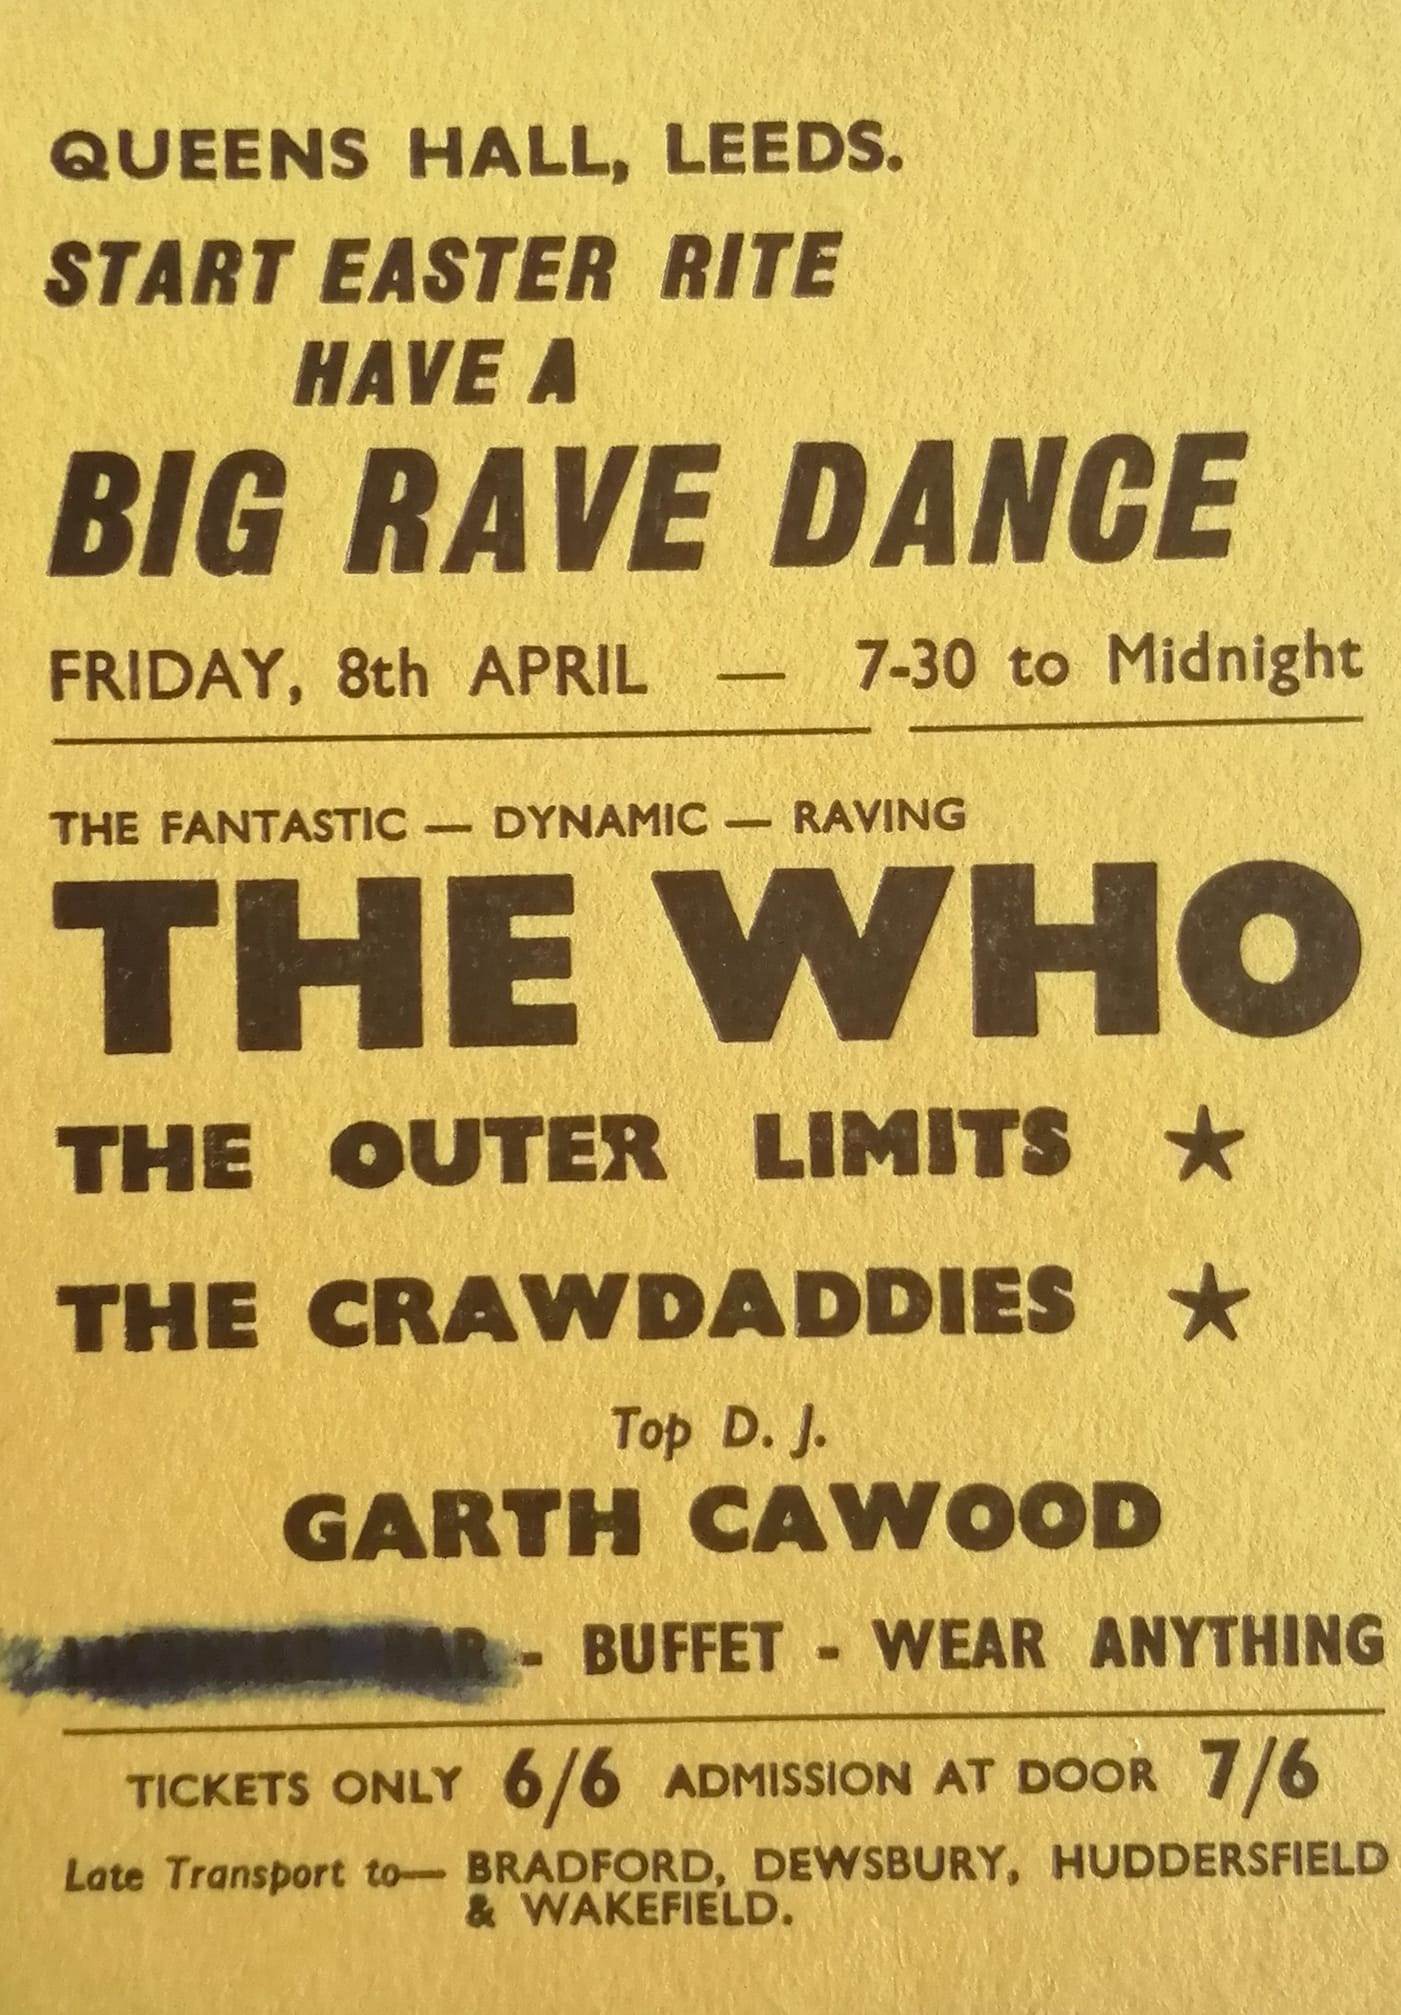 QUEENS HALL, LEEDS.
START EASTER RITE
HAVE A
BIG RAVE DANCE
FRIDAY, 8th APRIL — 7-30 to Midnight
THE FANTASTIC — DYNAMIC — RAVING
THE WHO
THE OUTER LIMITS ★
THE CRAWDADDIES ★
Top D. J.
GARTH CAWOOD
BAR - BUFFET - WEAR ANYTHING
TICKETS ONLY 6/6 ADMISSION AT DOOR 7/6
Late Transport to— BRADFORD, DEWSBURY, HUDDERSFIELD
& WAKEFIELD.